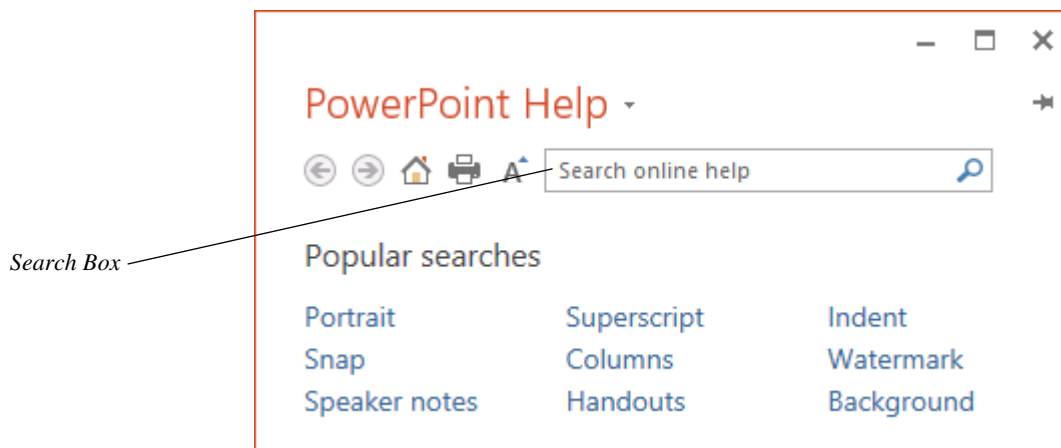 PowerPoint Help
A
Search online help
Search Box
Popular searches
Portrait Superscript Indent
Snap Columns Watermark
Speaker notes Handouts Background